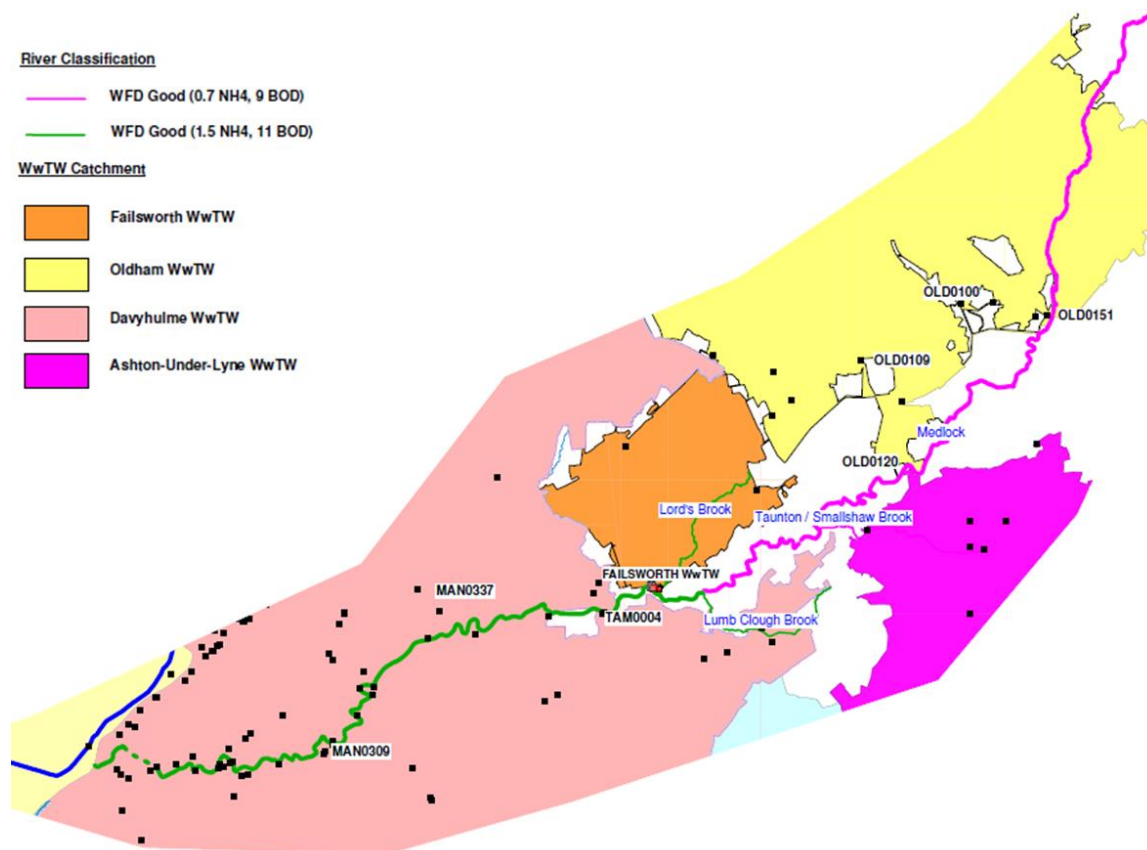 River Classification
WFD Good (0.7 NH4, 9 BOD)
WFD Good (1.5 NH4, 11 BOD)
WwTW Catchment
Failsworth WwTW
Oldham WwTW
Davyhulme WwTW
Ashton-Under-Lyne WwTW
OLD0100
OLD0151
OLD0109
Medlock
OLD0120
Lord's Brook
Taunton / Smallshaw Brook
FAILSWORTH WwTW
MAN0337
TAM0004
Lumb Clough Brook
MAN0309